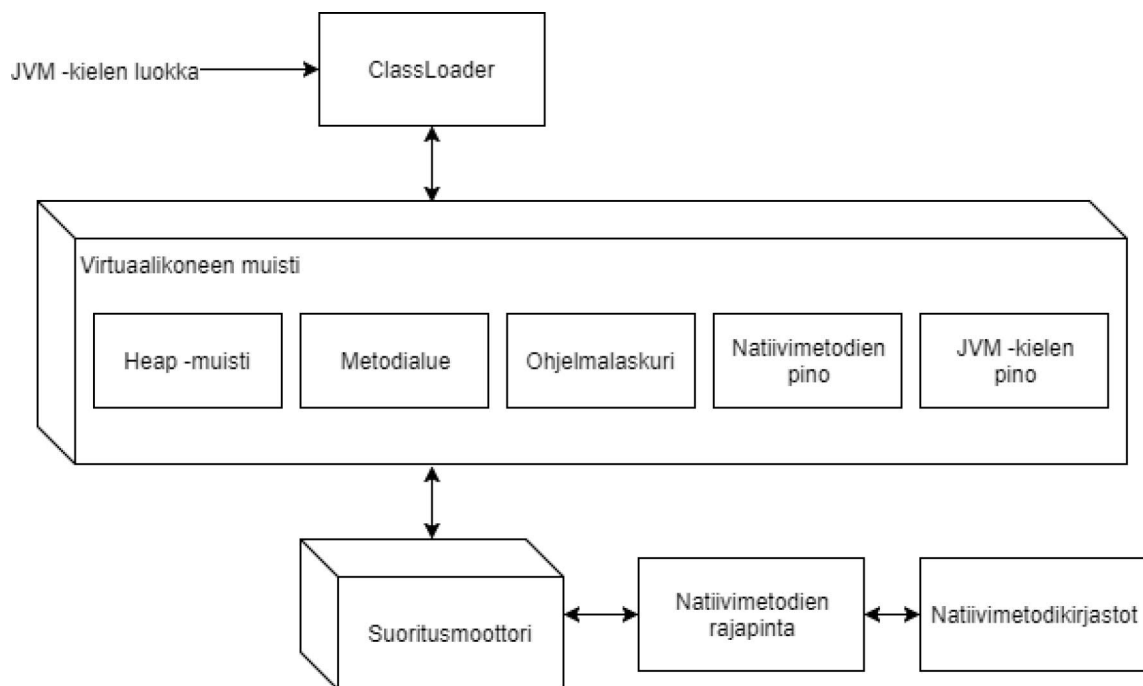 JVM -kielen luokka
ClassLoader
Virtuaalikoneen muisti
Heap -muisti
Metodialue
Ohjelmalaskuri
Natiivimetodien
pino
JVM -kielen
pino
Suoritusmoottori
Natiivimetodien
rajapinta
Natiivimetodikirjastot